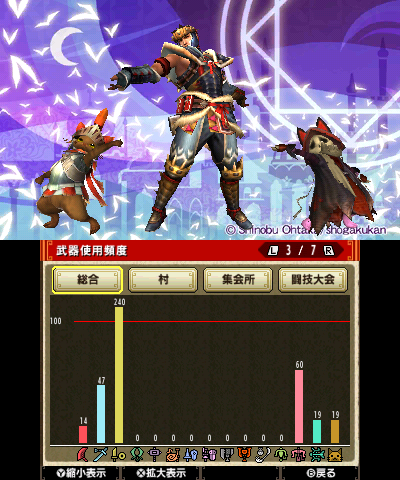 © Shinobu Ohtaka/shogakukan
武器使用頻度
L 3 / 7 R
総合 村 集会所 闘技大会
240
100
60
47
14 19 19
0 0 0 0 0 0 0 0 0 0
Ⓨ縮小表示 Ⓧ拡大表示 Ⓑ戻る